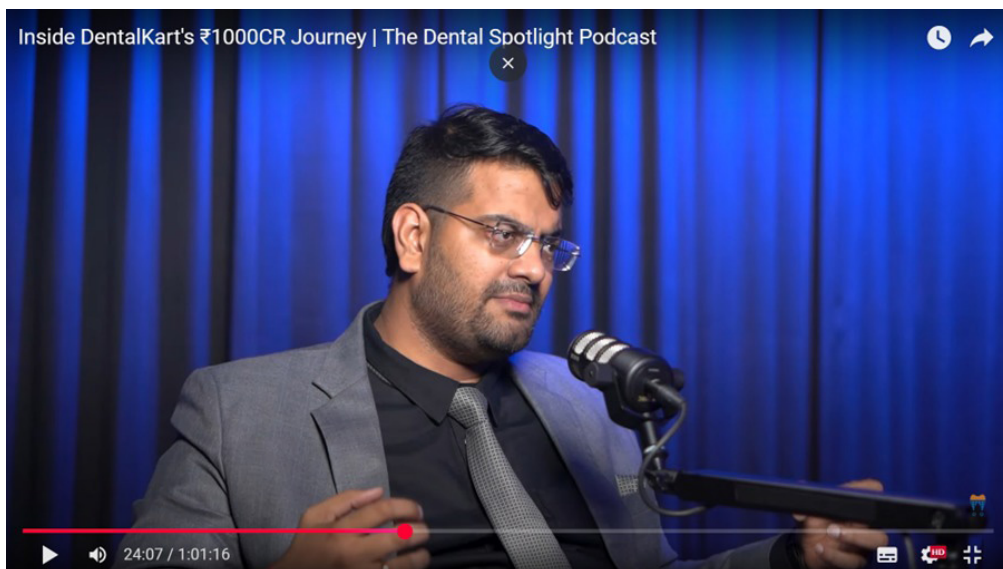 Inside DentalKart's ₹1000CR Journey | The Dental Spotlight Podcast
24:07 / 1:01:16
HD